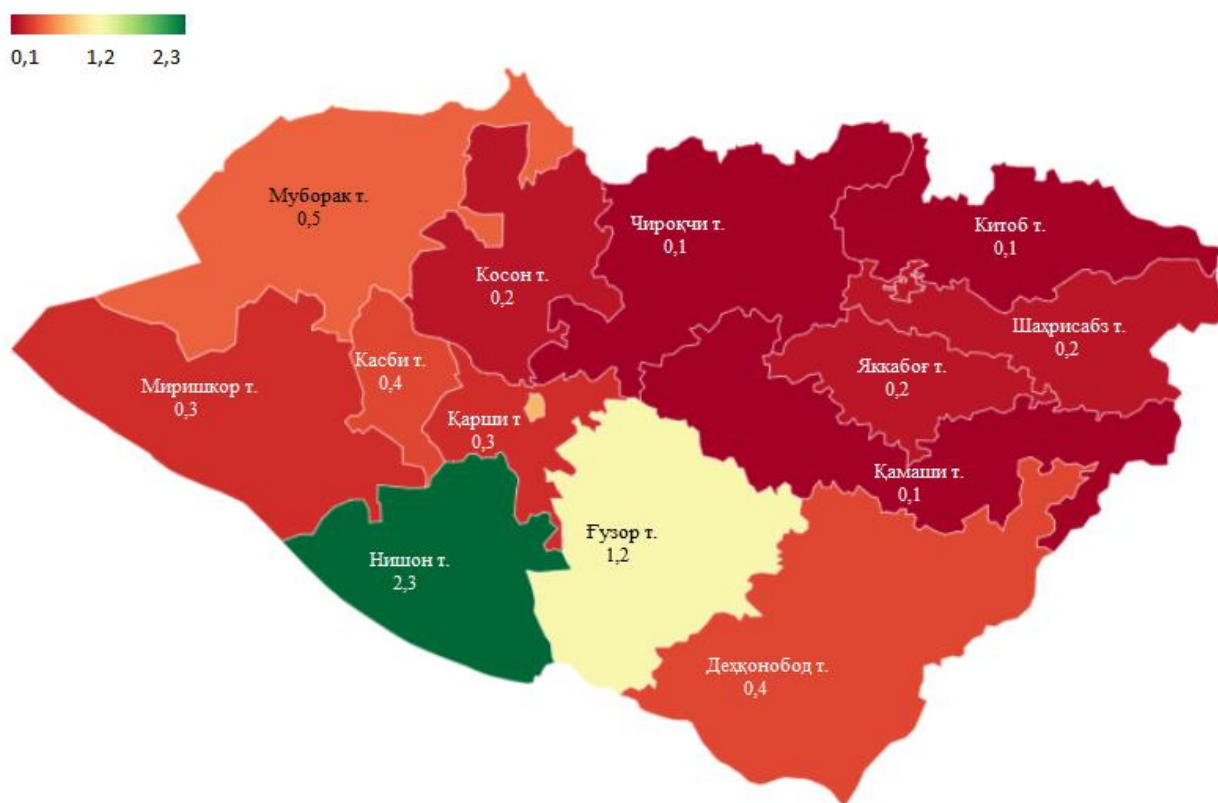 0,1 1,2 2,3
Муборак т.
0,5
Чироқчи т.
0,1
Китоб т.
0,1
Косон т.
0,2
Шаҳрисабз т.
0,2
Касби т.
0,4
Яккабоғ т.
0,2
Миришкор т.
0,3
Қарши т
0,3
Қамаши т.
0,1
Ғузор т.
1,2
Нишон т.
2,3
Деҳқонобод т.
0,4